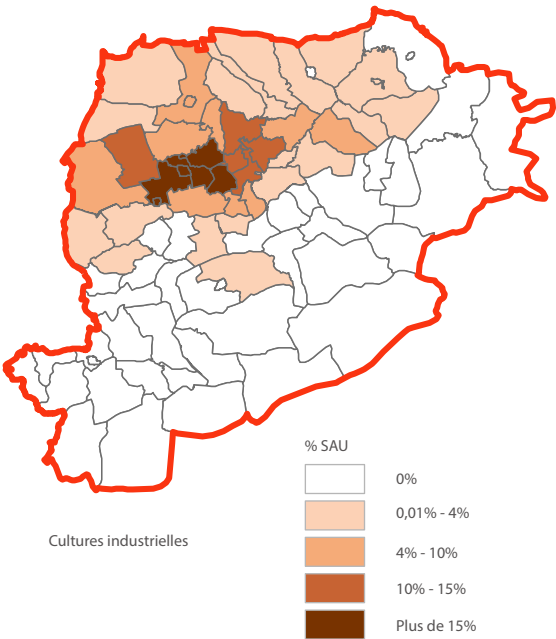 % SAU
0%
0,01% - 4%
4% - 10%
10% - 15%
Plus de 15%
Cultures industrielles